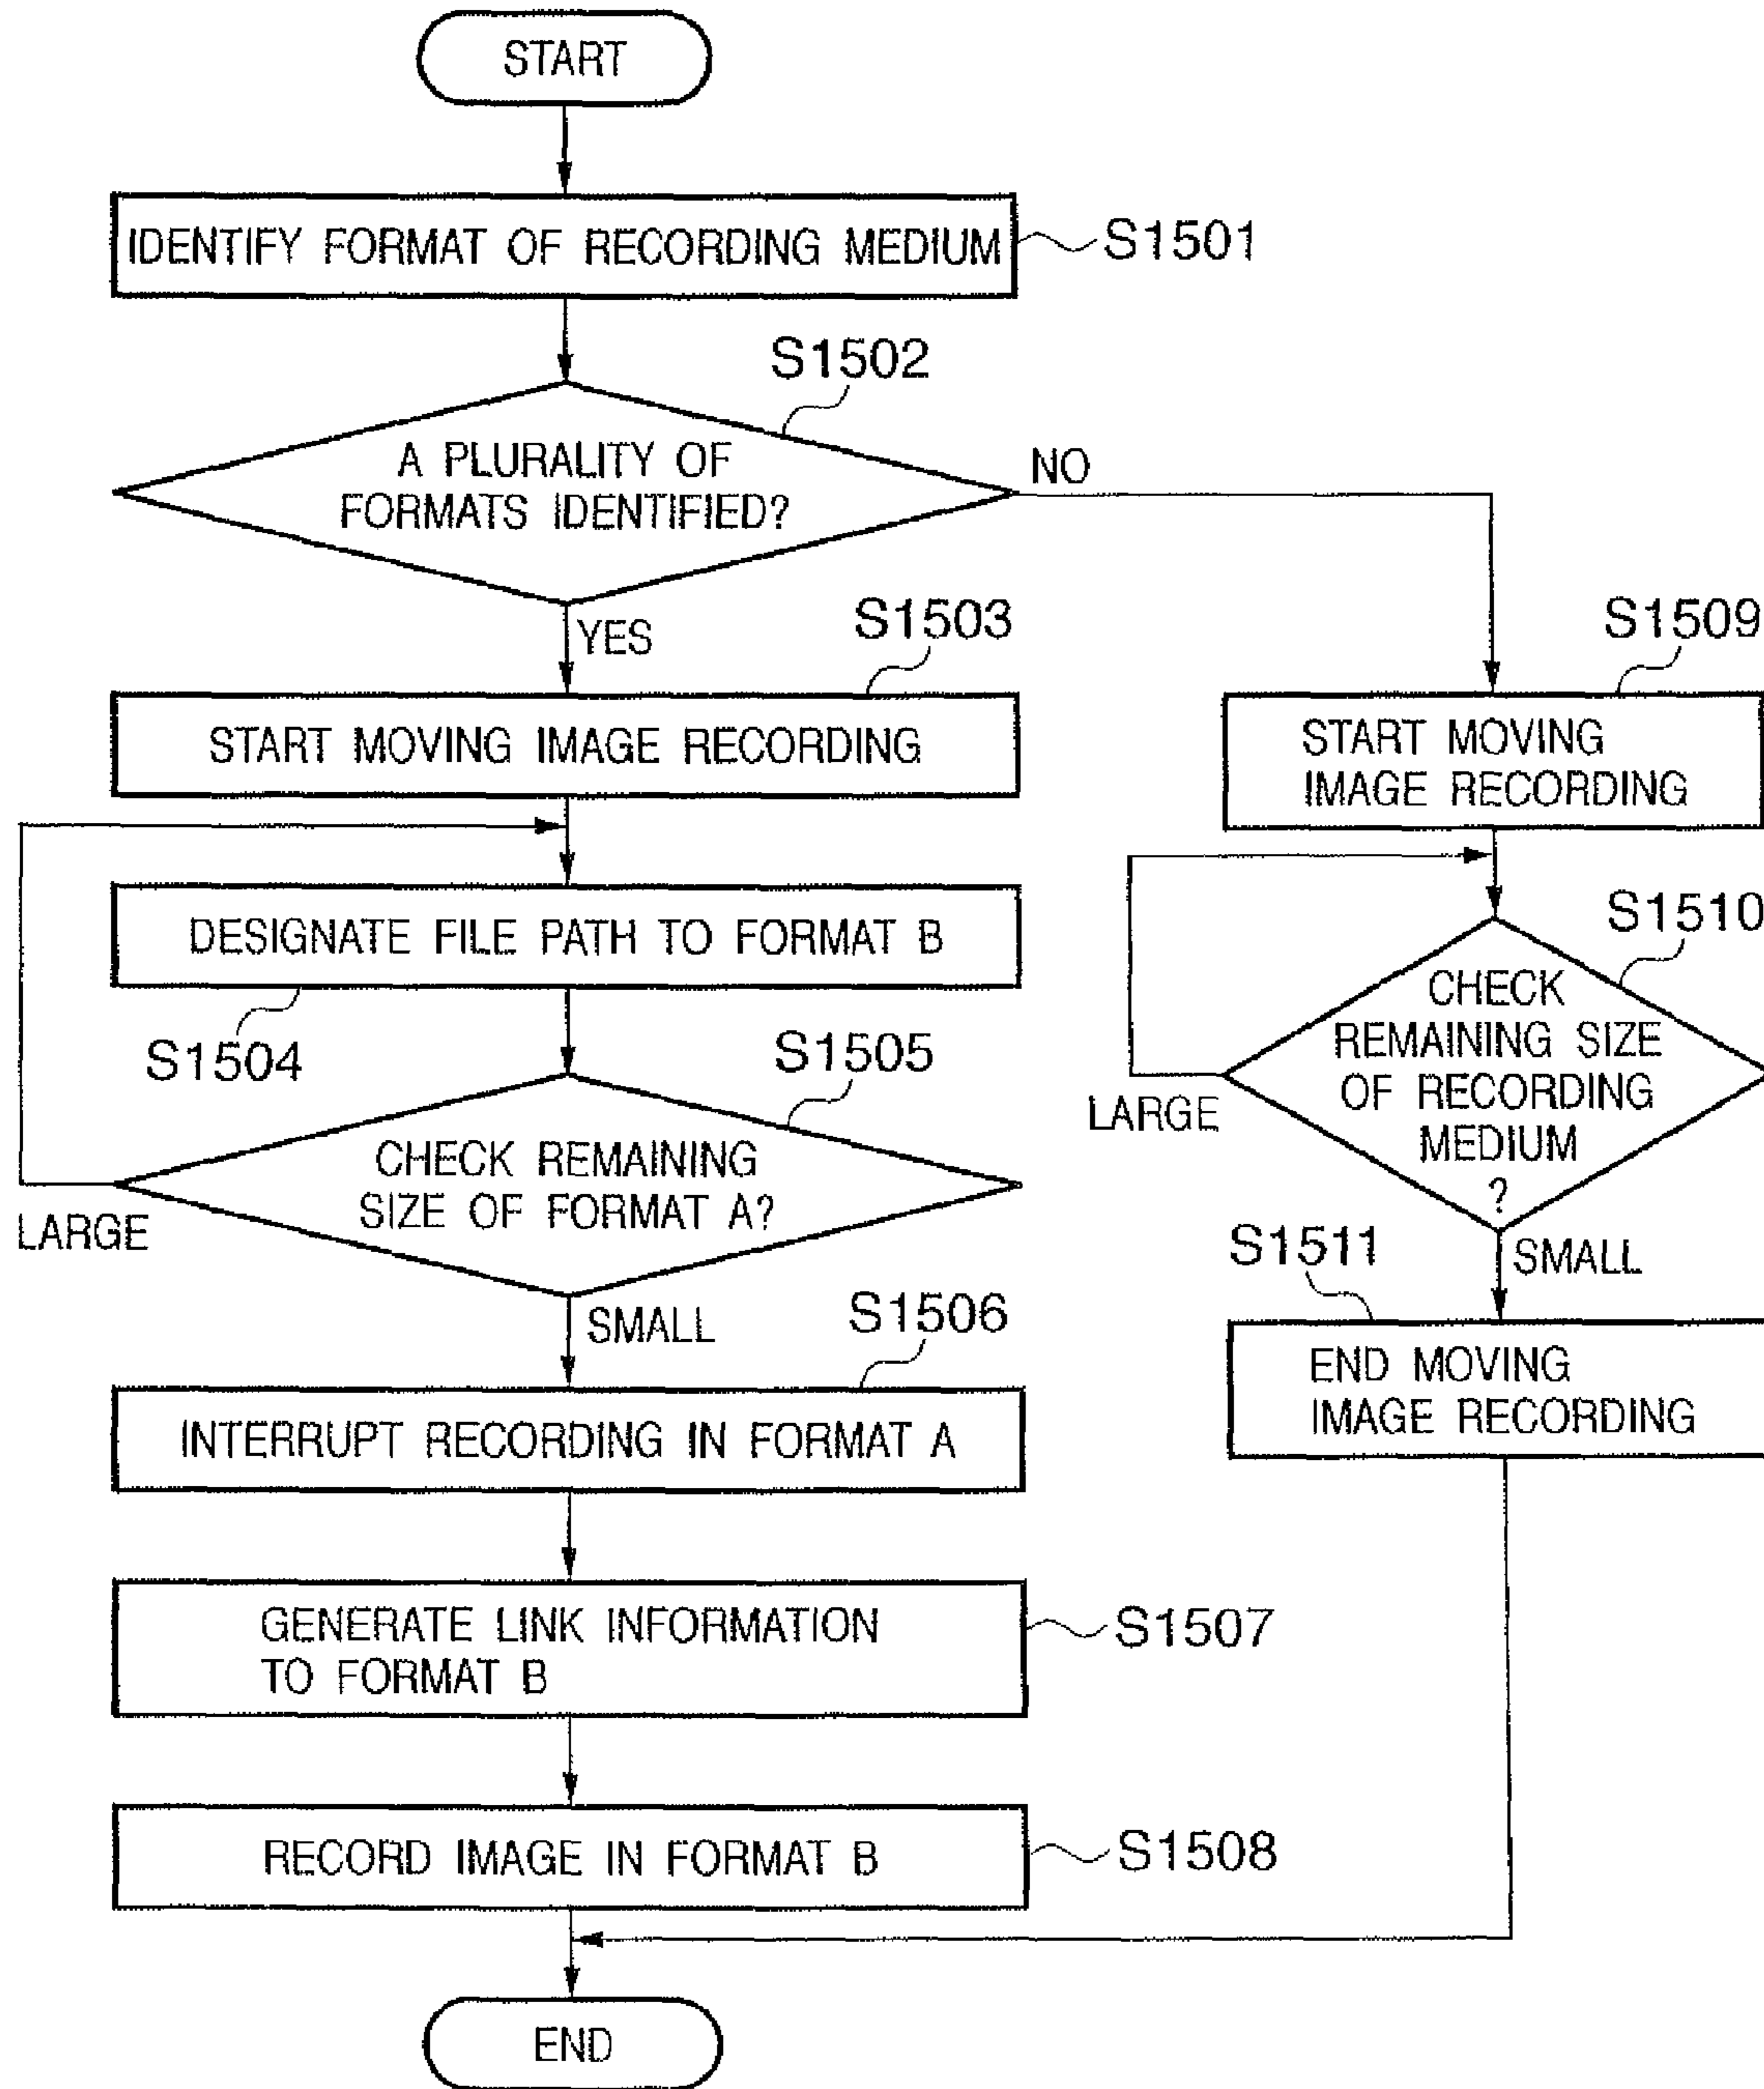 START
IDENTIFY FORMAT OF RECORDING MEDIUM
S1501
S1502
A PLURALITY OF
FORMATS IDENTIFIED?
NO
YES
S1503
START MOVING IMAGE RECORDING
S1509
START MOVING
IMAGE RECORDING
DESIGNATE FILE PATH TO FORMAT B
S1504
S1505
CHECK REMAINING
SIZE OF FORMAT A?
LARGE
SMALL
S1510
CHECK
REMAINING SIZE
OF RECORDING
MEDIUM
?
LARGE
SMALL
S1511
END MOVING
IMAGE RECORDING
S1506
INTERRUPT RECORDING IN FORMAT A
GENERATE LINK INFORMATION
TO FORMAT B
S1507
RECORD IMAGE IN FORMAT B
S1508
END